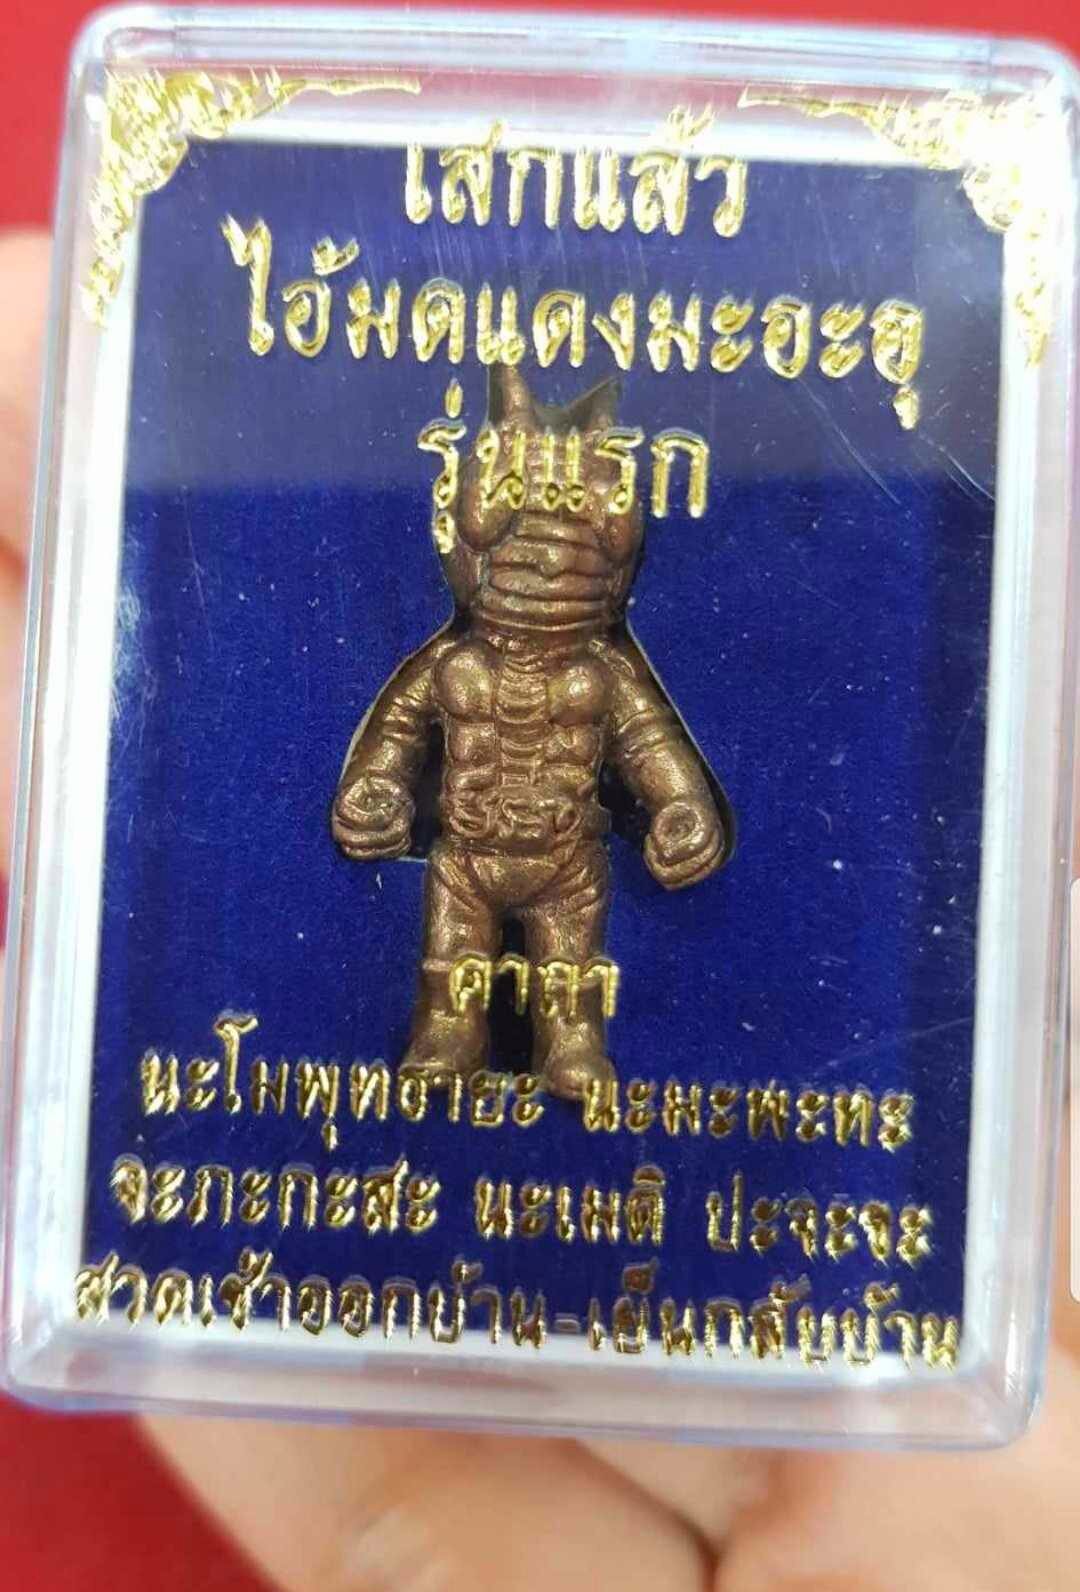 เสกแล้ว
ไอ้มดแดงมะอะอุ
รุ่นแรก
คาถา
นะโมพุทธายะ นะมะพะทะ
จะภะกะสะ นะเมติ ปะจะจะ
สวดเช้าออกบ้าน-เย็นกลับบ้าน